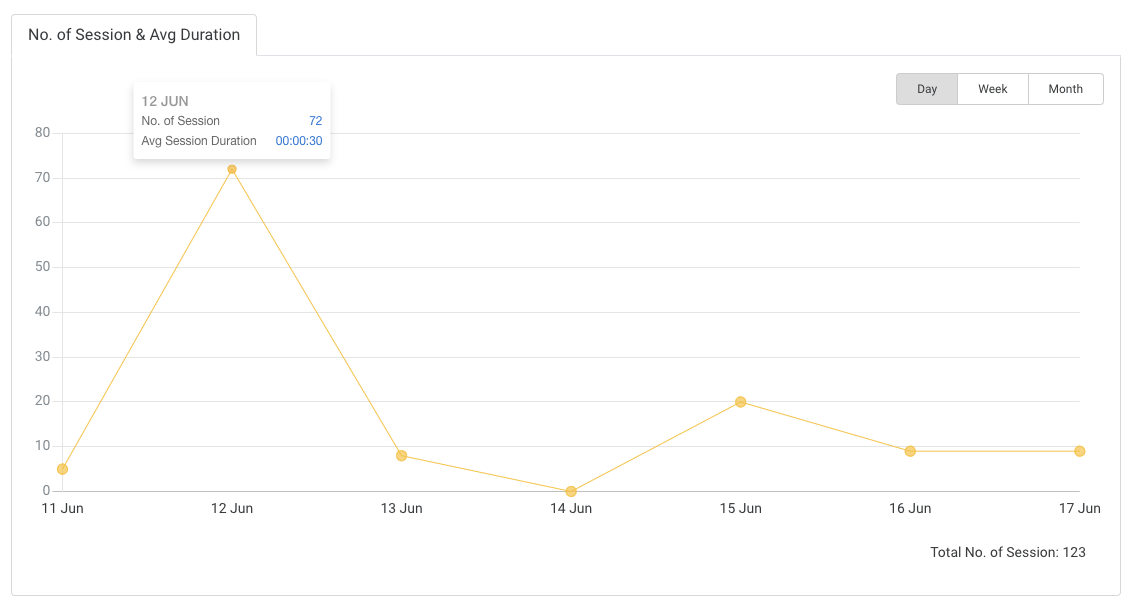 No. of Session & Avg Duration
Day Week Month
12 JUN
No. of Session 72
Avg Session Duration 00:00:30
80
70
60
50
40
30
20
10
0
11 Jun 12 Jun 13 Jun 14 Jun 15 Jun 16 Jun 17 Jun
Total No. of Session: 123